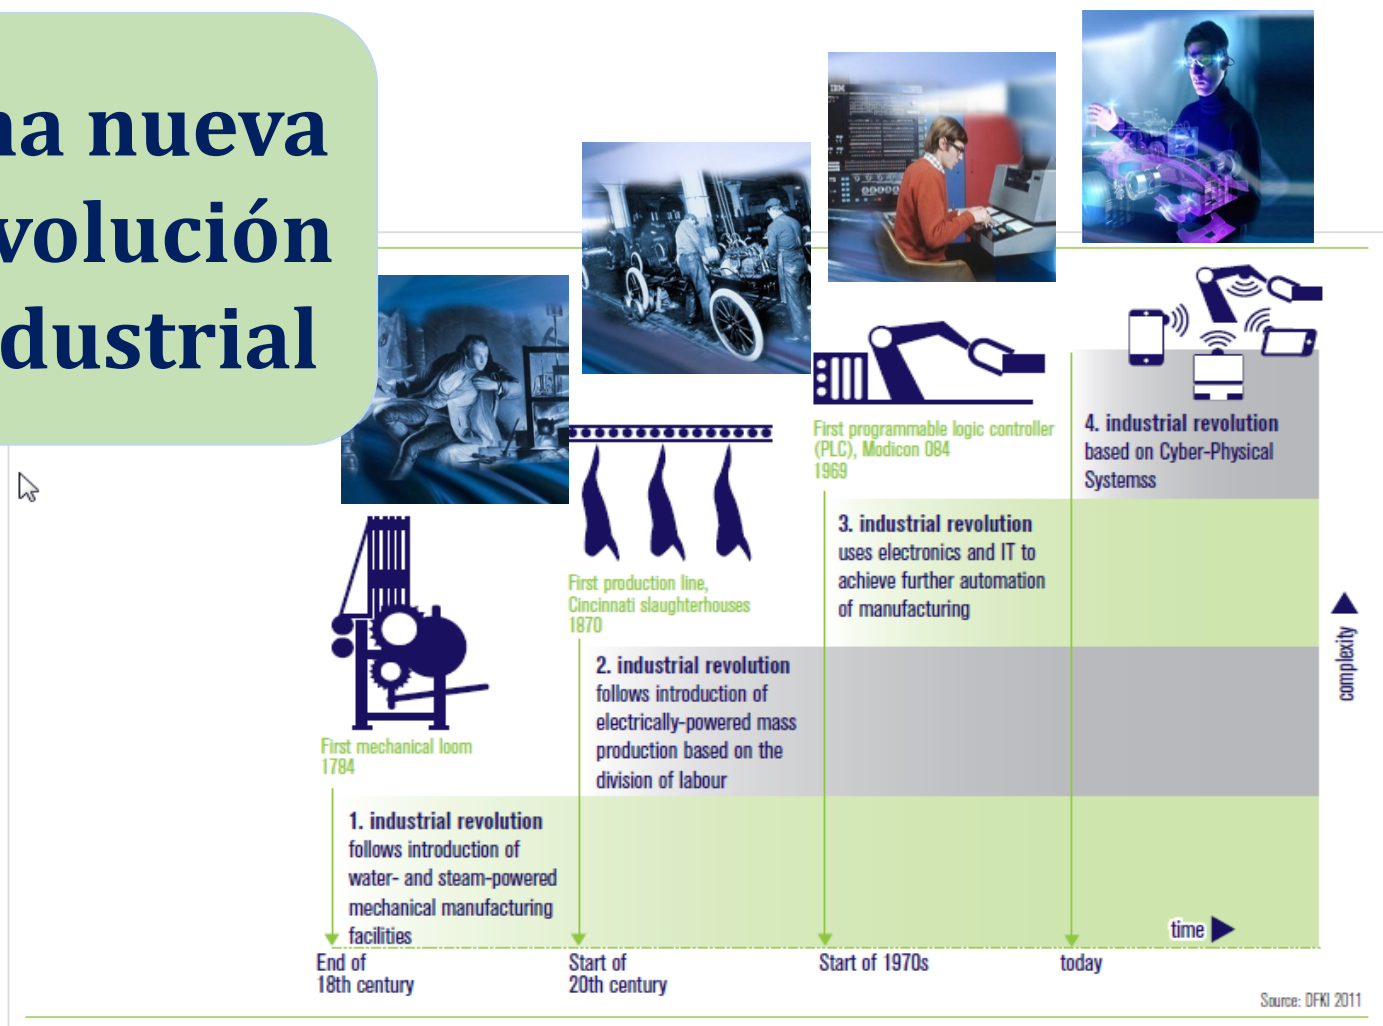 na nueva
volución
dustrial
IBM
First programmable logic controller
(PLC), Modicon 084
1969
4. industrial revolution
based on Cyber-Physical
Systemss
3. industrial revolution
uses electronics and IT to
achieve further automation
of manufacturing
First production line,
Cincinnati slaughterhouses
1870
2. industrial revolution
follows introduction of
electrically-powered mass
production based on the
division of labour
First mechanical loom
1784
1. industrial revolution
follows introduction of
water- and steam-powered
mechanical manufacturing
facilities
complexity
time
End of
18th century
Start of
20th century
Start of 1970s
today
Source: DFKI 2011